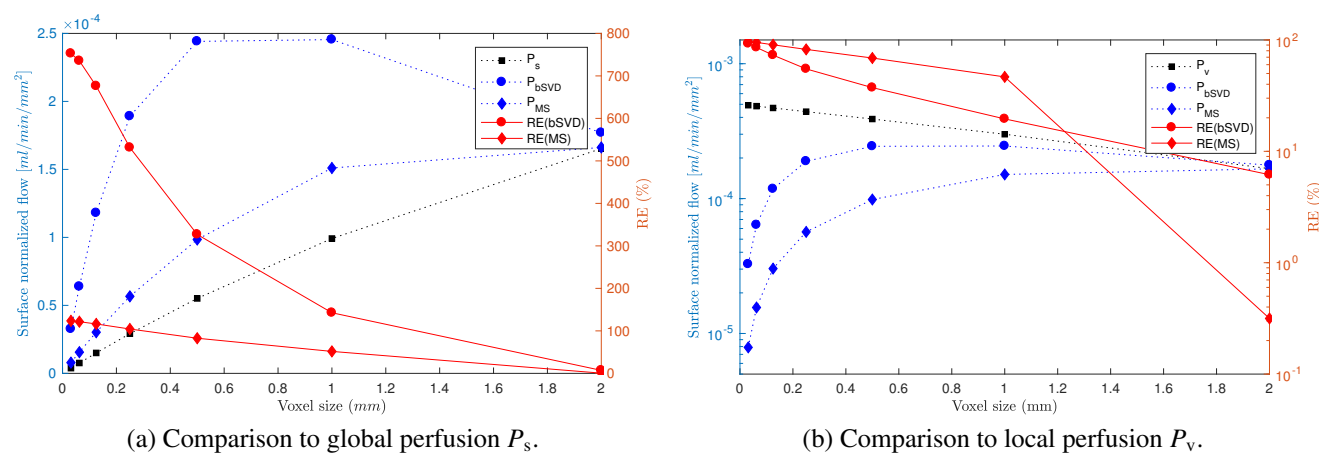 ×10⁻⁴
2.5
2
1.5
1
0.5
0
Surface normalized flow [ml/min/mm²]
0 0.2 0.4 0.6 0.8 1 1.2 1.4 1.6 1.8 2
Voxel size (mm)
800
700
600
500
400
300
200
100
0
RE (%)
P_s
P_bSVD
P_MS
RE(bSVD)
RE(MS)
(a) Comparison to global perfusion P_s.
10⁻³
10⁻⁴
10⁻⁵
Surface normalized flow [ml/min/mm²]
0 0.2 0.4 0.6 0.8 1 1.2 1.4 1.6 1.8 2
Voxel size (mm)
10²
10¹
10⁰
10⁻¹
RE (%)
P_v
P_bSVD
P_MS
RE(bSVD)
RE(MS)
(b) Comparison to local perfusion P_v.